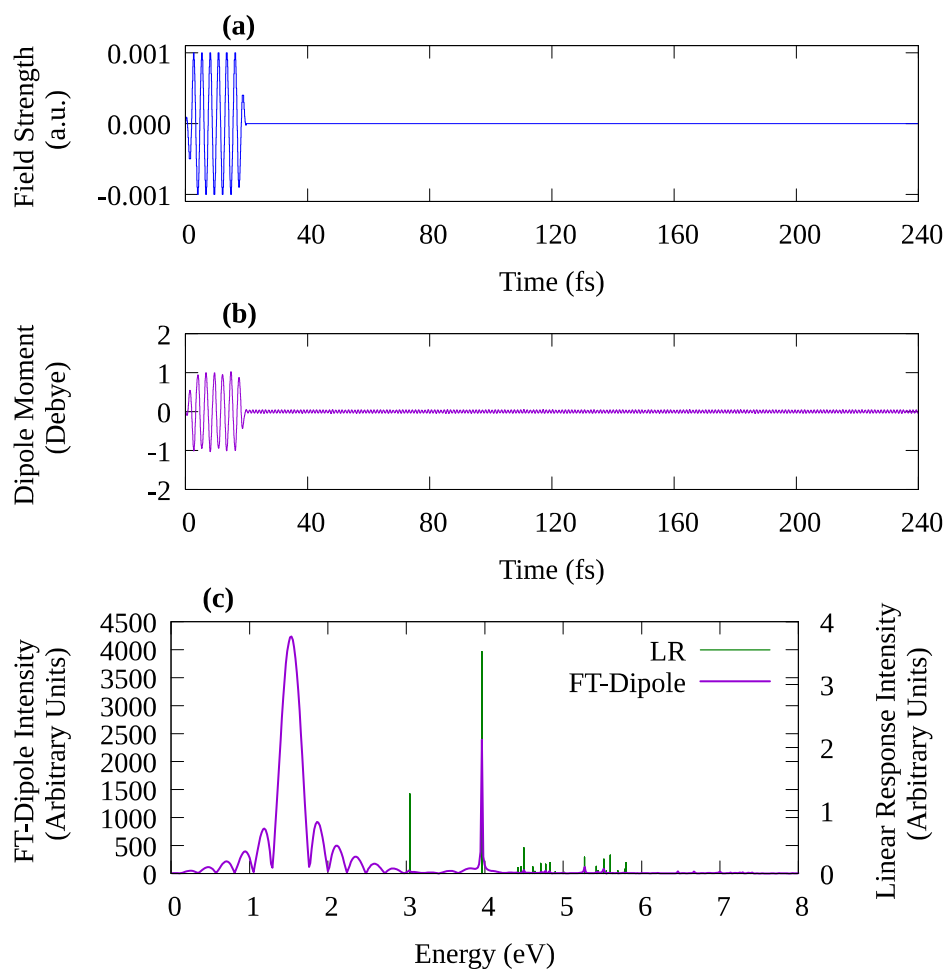 (a)
Field Strength
(a.u.)
0.001
0.000
-0.001
0 40 80 120 160 200 240
Time (fs)
(b)
Dipole Moment
(Debye)
2
1
0
-1
-2
0 40 80 120 160 200 240
Time (fs)
(c)
FT-Dipole Intensity
(Arbitrary Units)
4500
4000
3500
3000
2500
2000
1500
1000
500
0
LR
FT-Dipole
4
3
2
1
0
Linear Response Intensity
(Arbitrary Units)
0 1 2 3 4 5 6 7 8
Energy (eV)